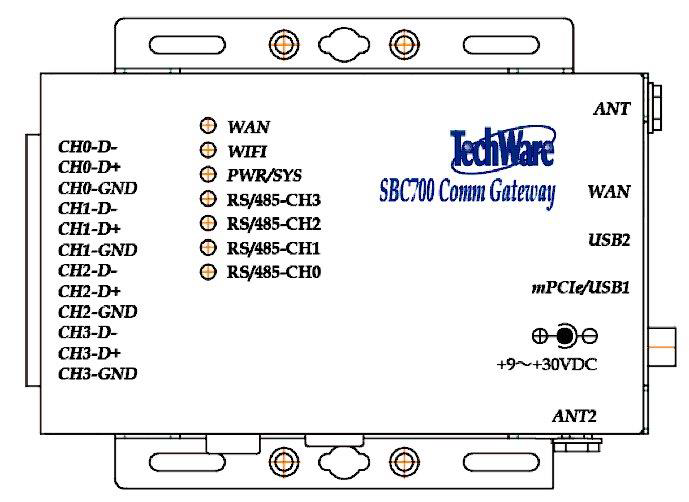 TechWare
SBC700 Comm Gateway
CH0-D-
CH0-D+
CH0-GND
CH1-D-
CH1-D+
CH1-GND
CH2-D-
CH2-D+
CH2-GND
CH3-D-
CH3-D+
CH3-GND
WAN
WIFI
PWR/SYS
RS/485-CH3
RS/485-CH2
RS/485-CH1
RS/485-CH0
ANT
WAN
USB2
mPCIe/USB1
+9~+30VDC
ANT2